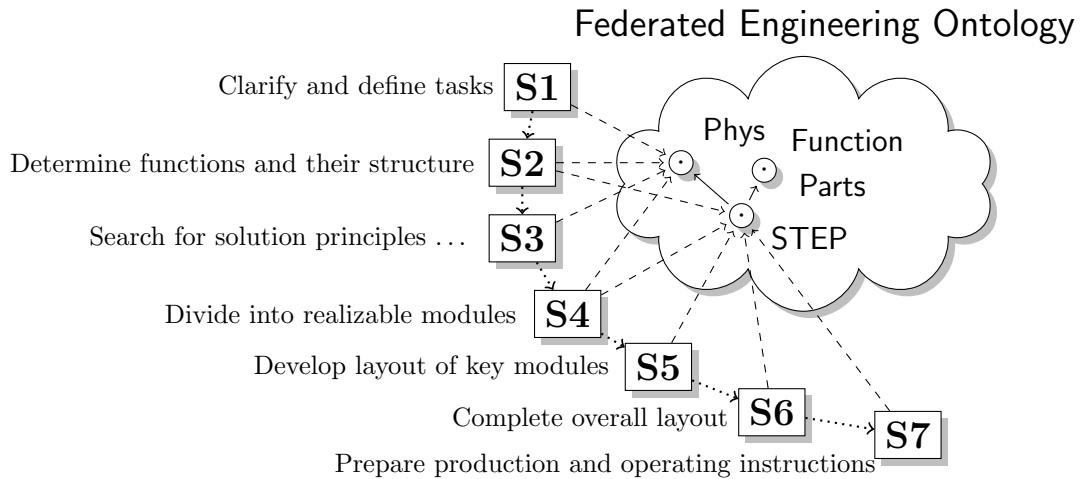 Federated Engineering Ontology
Clarify and define tasks
S1
Phys
Function
Determine functions and their structure
S2
Parts
Search for solution principles ...
S3
STEP
Divide into realizable modules
S4
Develop layout of key modules
S5
Complete overall layout
S6
S7
Prepare production and operating instructions